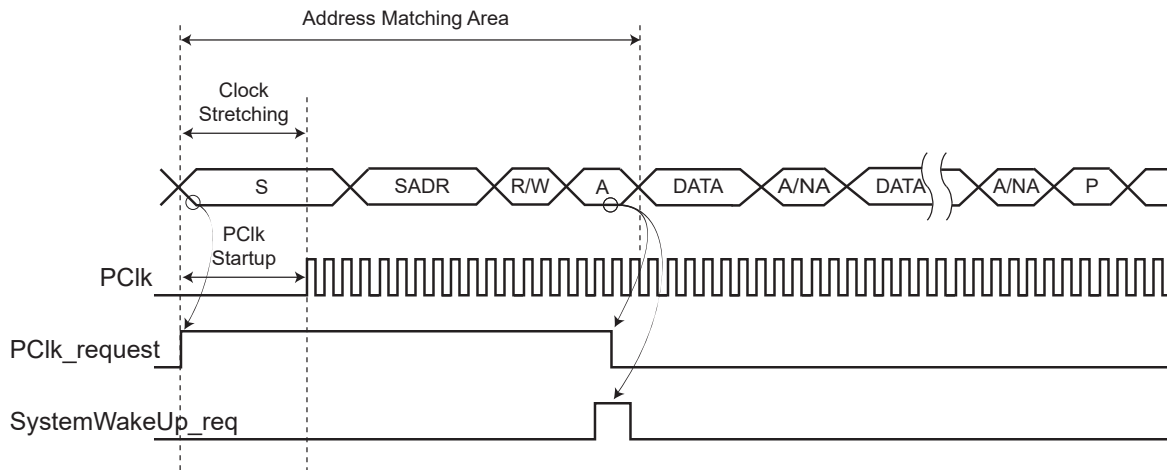 Address Matching Area
Clock
Stretching
S
SADR
R/W
A
DATA
A/NA
DATA
A/NA
P
PClk
Startup
PClk
PClk_request
SystemWakeUp_req